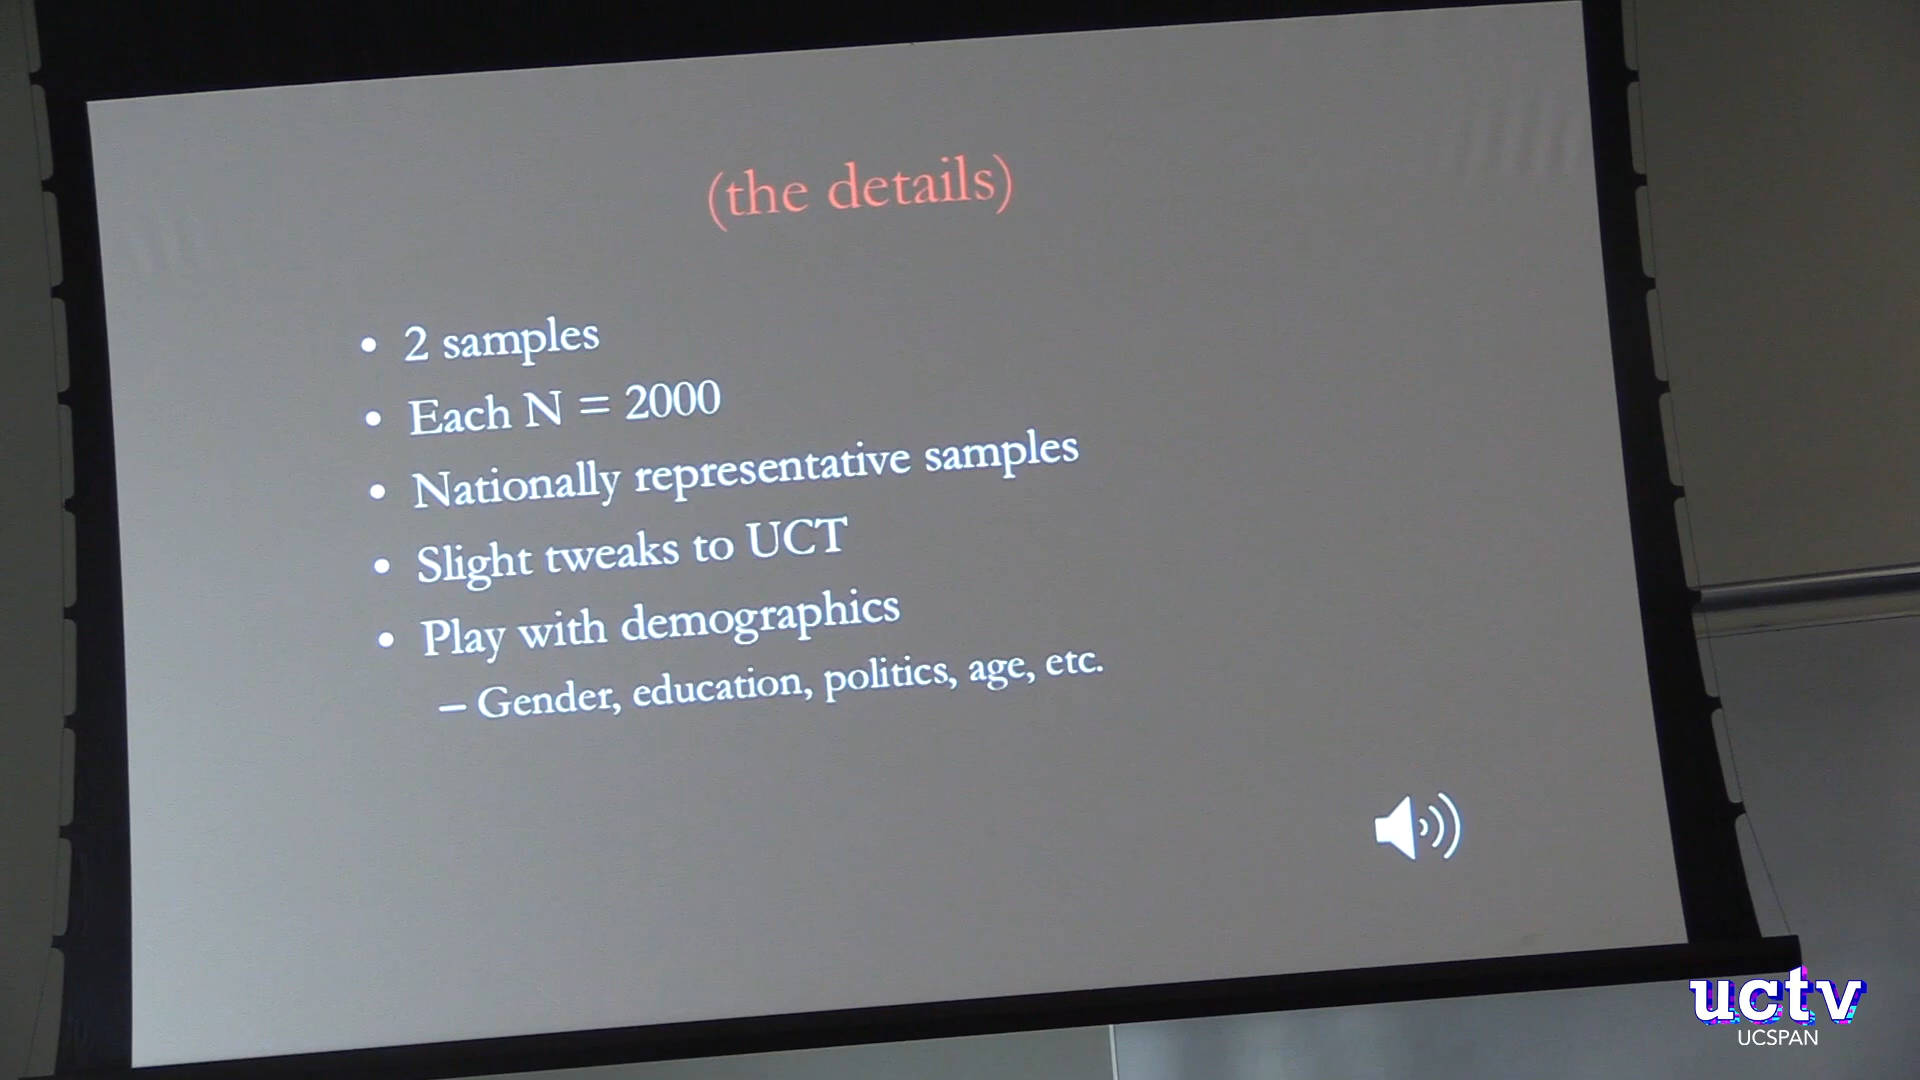 (the details)
• 2 samples
• Each N = 2000
• Nationally representative samples
• Slight tweaks to UCT
• Play with demographics
– Gender, education, politics, age, etc.
uctv
UCSPAN